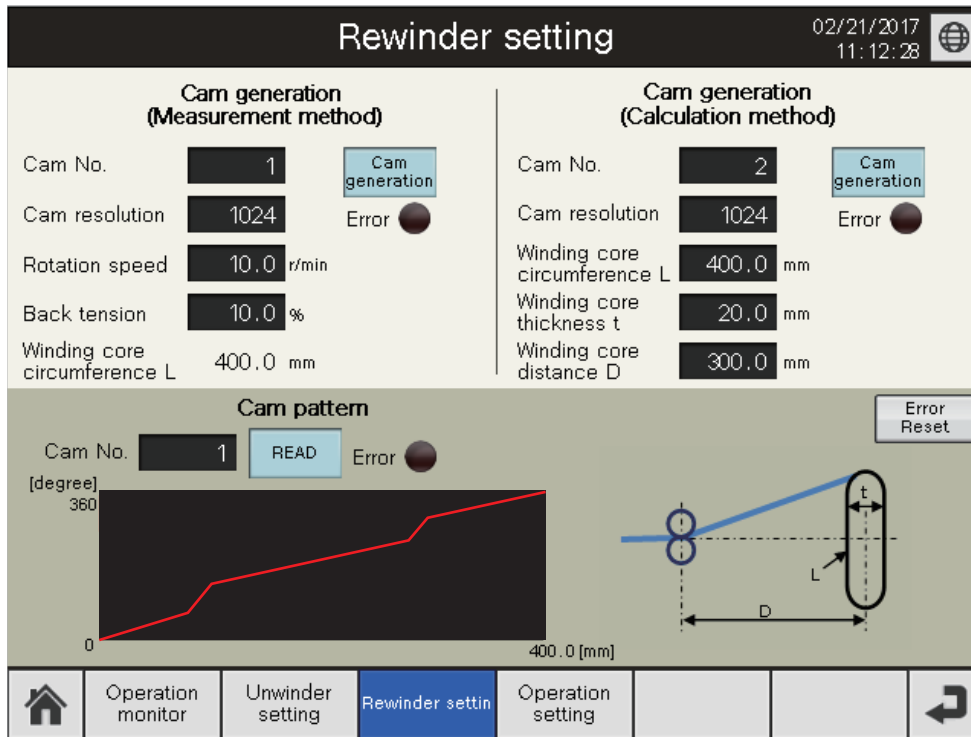 Rewinder setting
02/21/2017
11:12:28
Cam generation
(Measurement method)
Cam No.
1
Cam
generation
Cam resolution
1024
Error
Rotation speed
10.0 r/min
Back tension
10.0 %
Winding core
circumference L
400.0 mm
Cam generation
(Calculation method)
Cam No.
2
Cam
generation
Cam resolution
1024
Error
Winding core
circumference L
400.0 mm
Winding core
thickness t
20.0 mm
Winding core
distance D
300.0 mm
Cam pattern
Error
Reset
Cam No.
1
READ
Error
[degree]
360
0
400.0 [mm]
t
L
D
Operation
monitor
Unwinder
setting
Rewinder settin
Operation
setting